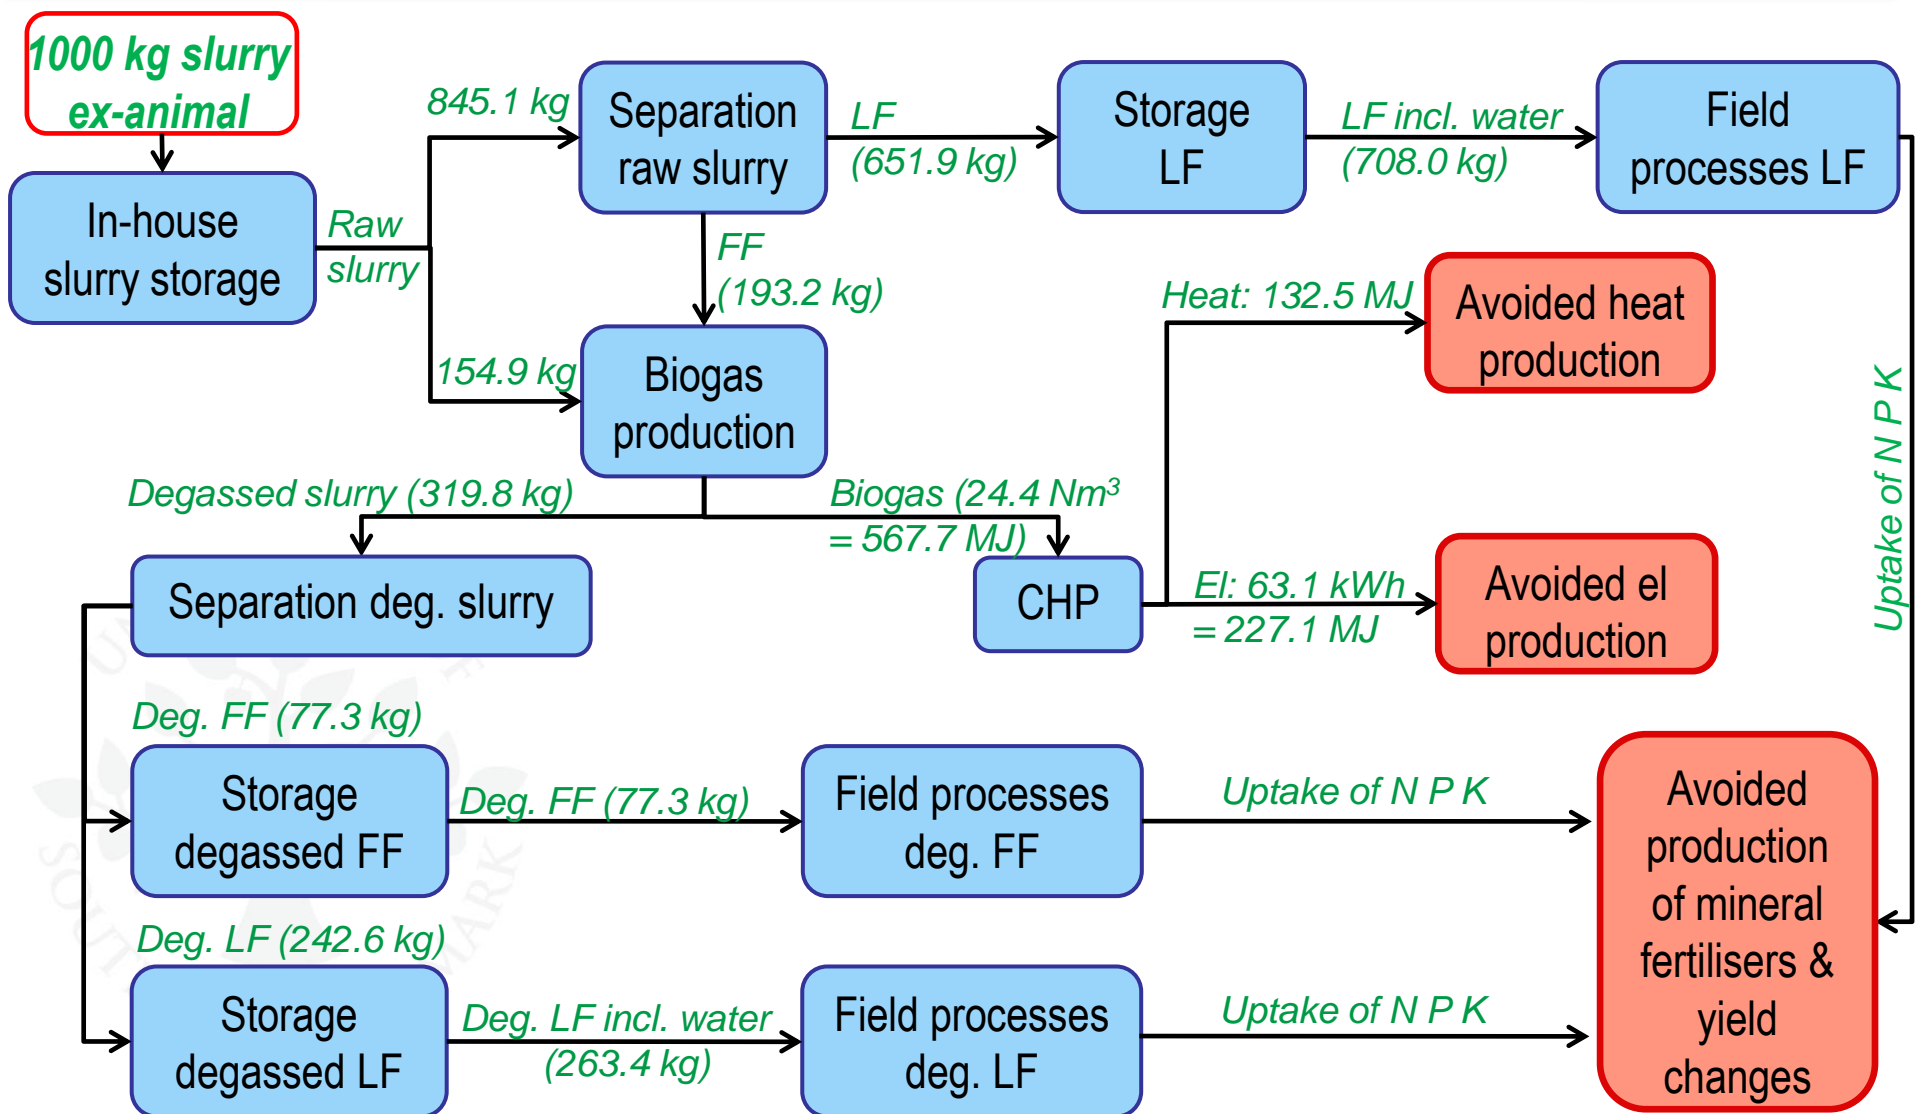 1000 kg slurry
ex-animal
845.1 kg
Separation
raw slurry
LF
(651.9 kg)
Storage
LF
LF incl. water
(708.0 kg)
Field
processes LF
In-house
slurry storage
Raw
slurry
FF
(193.2 kg)
Heat: 132.5 MJ
Avoided heat
production
154.9 kg
Biogas
production
Uptake of N P K
Degassed slurry (319.8 kg)
Biogas (24.4 Nm³
= 567.7 MJ)
Separation deg. slurry
CHP
El: 63.1 kWh
= 227.1 MJ
Avoided el
production
Deg. FF (77.3 kg)
Storage
degassed FF
Deg. FF (77.3 kg)
Field processes
deg. FF
Uptake of N P K
Avoided
production
of mineral
fertilisers &
yield
changes
Deg. LF (242.6 kg)
Storage
degassed LF
Deg. LF incl. water
(263.4 kg)
Field processes
deg. LF
Uptake of N P K